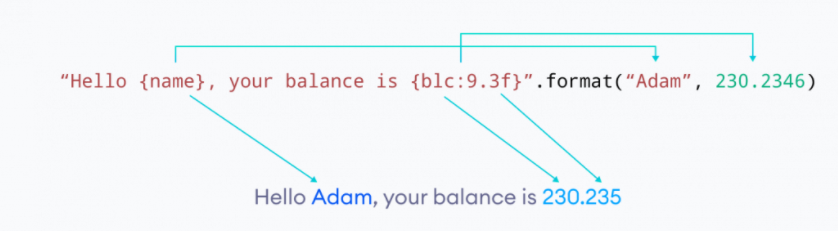 “Hello {name}, your balance is {blc:9.3f}”.format(“Adam”, 230.2346)
Hello Adam, your balance is 230.235